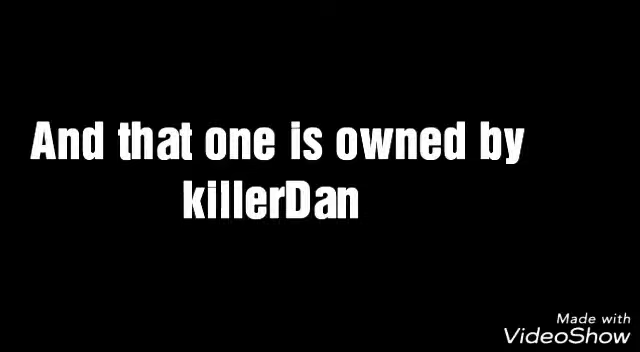 And that one is owned by
killerDan
Made with
VideoShow